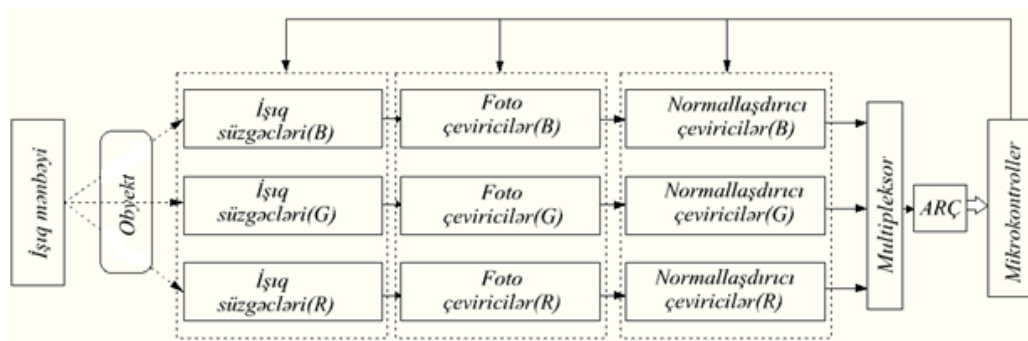 İşıq mənbəyi
Obyekt
İşıq
süzgəcləri(B)
Foto
çeviricilər(B)
Normallaşdırıcı
çeviricilər(B)
İşıq
süzgəcləri(G)
Foto
çeviricilər(G)
Normallaşdırıcı
çeviricilər(G)
İşıq
süzgəcləri(R)
Foto
çeviricilər(R)
Normallaşdırıcı
çeviricilər(R)
Multipleksor
ARÇ
Mikrokontroller